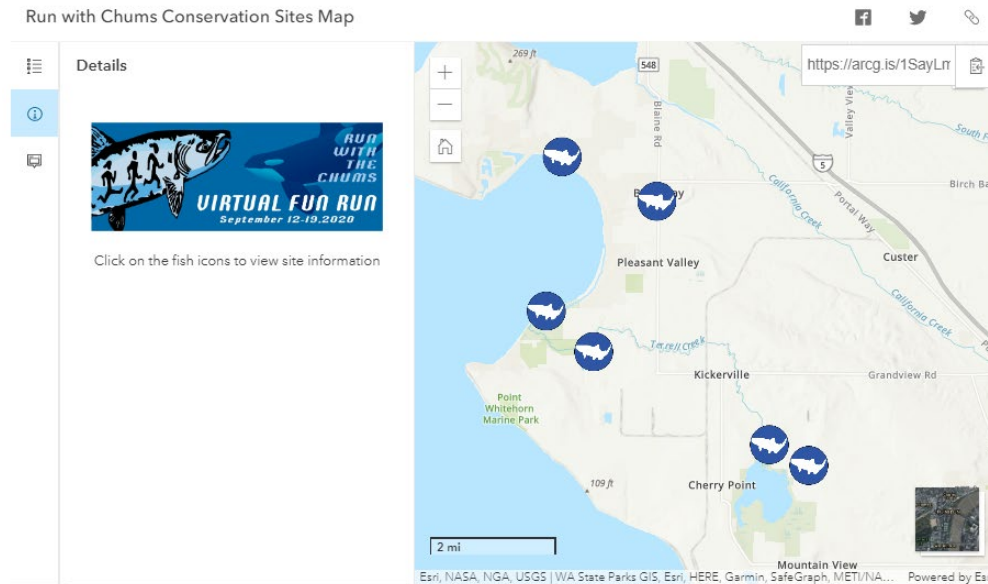 Run with Chums Conservation Sites Map
Details
RUN
WITH
THE
CHUMS
VIRTUAL FUN RUN
September 12-19, 2020
Click on the fish icons to view site information
269 ft
548
https://arcg.is/1SayLm
Blaine Rd
Valley View
South F
5
Birch Ba
California Creek
Portal Way
Pleasant Valley
Custer
California Creek
Terrell Creek
Kickerville
Grandview Rd
Point
Whitehorn
Marine Park
109 ft
Cherry Point
2 mi
Mountain View
Esri, NASA, NGA, USGS | WA State Parks GIS, Esri, HERE, Garmin, SafeGraph, METI/NA... Powered by Esri